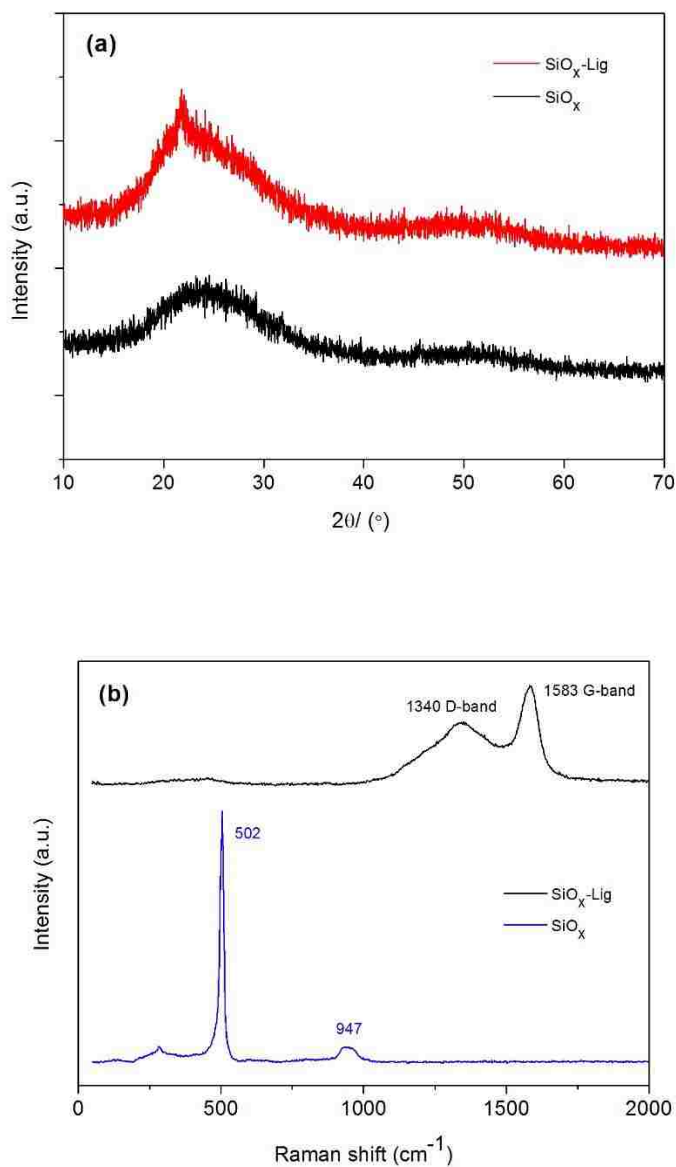 (a)
SiOₓ-Lig
SiOₓ
Intensity (a.u.)
10 20 30 40 50 60 70
2θ/ (°)
(b)
1340 D-band
1583 G-band
502
947
SiOₓ-Lig
SiOₓ
Intensity (a.u.)
0 500 1000 1500 2000
Raman shift (cm⁻¹)